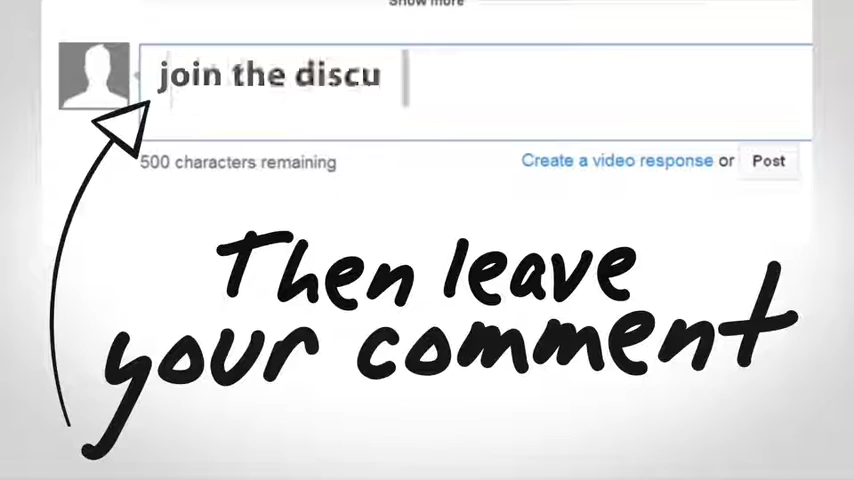 Show more
join the discu
500 characters remaining
Create a video response or Post
Then leave
your comment